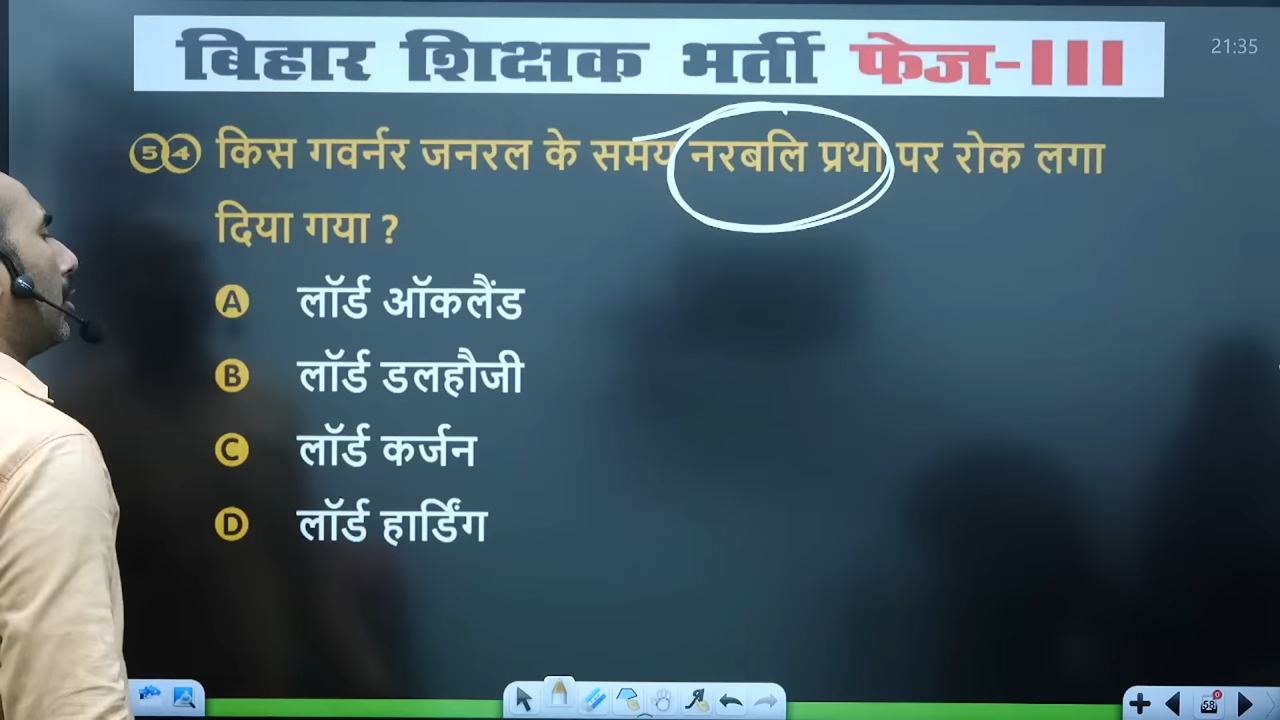 बिहार शिक्षक भर्ती फेज-III
21:35
54 किस गवर्नर जनरल के समय नरबलि प्रथा पर रोक लगा
दिया गया ?
A लॉर्ड ऑकलैंड
B लॉर्ड डलहौजी
C लॉर्ड कर्जन
D लॉर्ड हार्डिंग
58